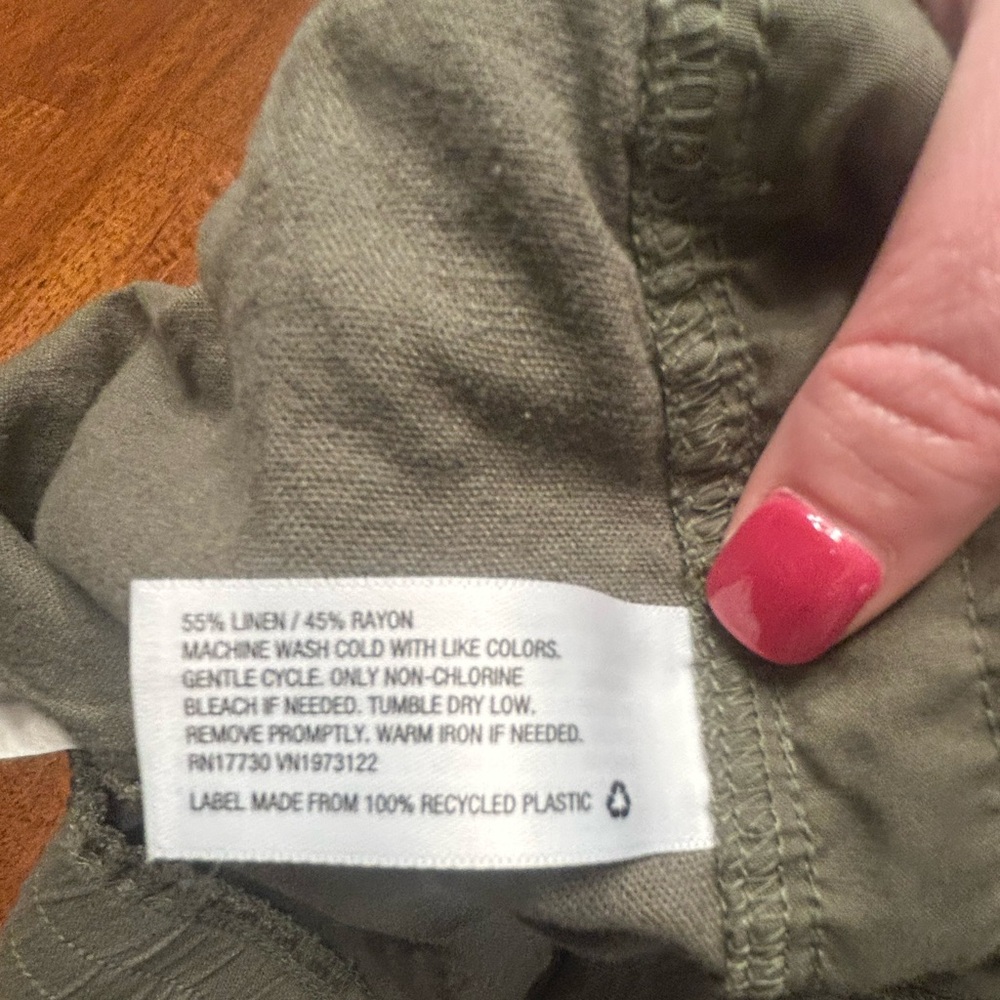 55% LINEN / 45% RAYON
MACHINE WASH COLD WITH LIKE COLORS.
GENTLE CYCLE. ONLY NON-CHLORINE
BLEACH IF NEEDED. TUMBLE DRY LOW.
REMOVE PROMPTLY. WARM IRON IF NEEDED.
RN17730 VN1973122
LABEL MADE FROM 100% RECYCLED PLASTIC